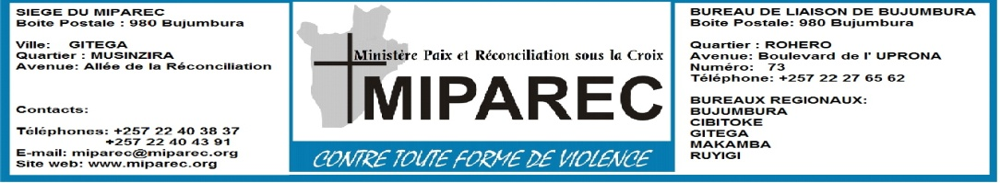 SIEGE DU MIPAREC
Boite Postale : 980 Bujumbura
Ville: GITEGA
Quartier : MUSINZIRA
Avenue: Allée de la Réconciliation
Contacts:
Téléphones: +257 22 40 38 37
+257 22 40 43 91
E-mail: miparec@miparec.org
Site web: www.miparec.org
Ministère Paix et Réconciliation sous la Croix
MIPAREC
CONTRE TOUTE FORME DE VIOLENCE
BUREAU DE LIAISON DE BUJUMBURA
Boite Postale: 980 Bujumbura
Quartier : ROHERO
Avenue: Boulevard de l' UPRONA
Numéro: 73
Téléphone: +257 22 27 65 62
BUREAUX REGIONAUX:
BUJUMBURA
CIBITOKE
GITEGA
MAKAMBA
RUYIGI